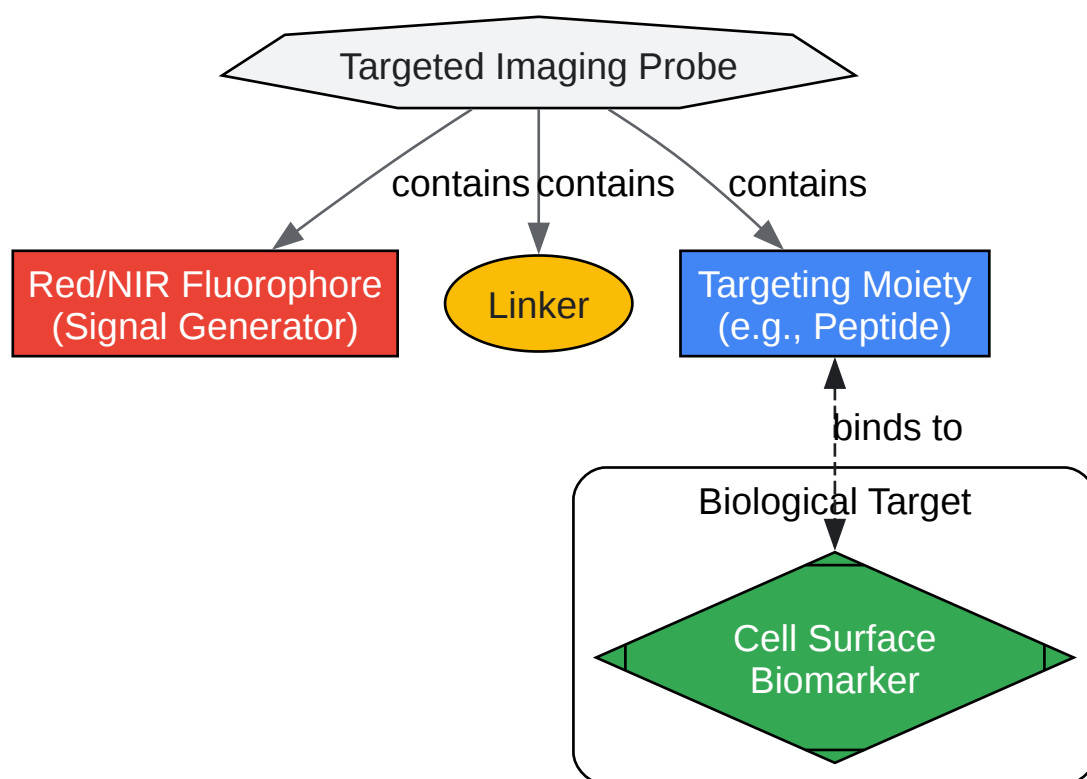 Targeted Imaging Probe
contains
contains
contains
Red/NIR Fluorophore
(Signal Generator)
Linker
Targeting Moiety
(e.g., Peptide)
binds to
Biological Target
Cell Surface
Biomarker